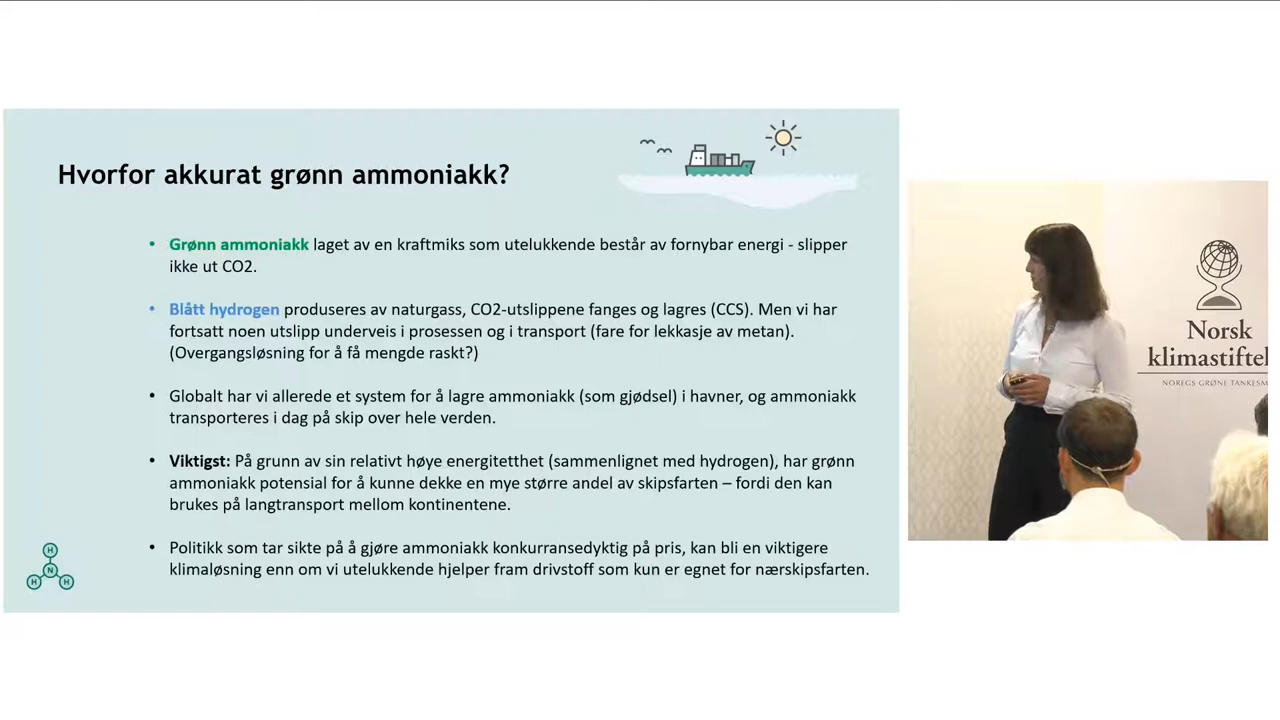 Hvorfor akkurat grønn ammoniakk?
• Grønn ammoniakk laget av en kraftmiks som utelukkende består av fornybar energi - slipper
ikke ut CO2.
• Blått hydrogen produseres av naturgass, CO2-utslippene fanges og lagres (CCS). Men vi har
fortsatt noen utslipp underveis i prosessen og i transport (fare for lekkasje av metan).
(Overgangsløsning for å få mengde raskt?)
• Globalt har vi allerede et system for å lagre ammoniakk (som gjødsel) i havner, og ammoniakk
transporteres i dag på skip over hele verden.
• Viktigst: På grunn av sin relativt høye energitetthet (sammenlignet med hydrogen), har grønn
ammoniakk potensial for å kunne dekke en mye større andel av skipsfarten – fordi den kan
brukes på langtransport mellom kontinentene.
• Politikk som tar sikte på å gjøre ammoniakk konkurransedyktig på pris, kan bli en viktigere
klimaløsning enn om vi utelukkende hjelper fram drivstoff som kun er egnet for nærskipsfarten.
H
N
H
H
Norsk
klimastiftel
NOREGS GRØNE TANKESM